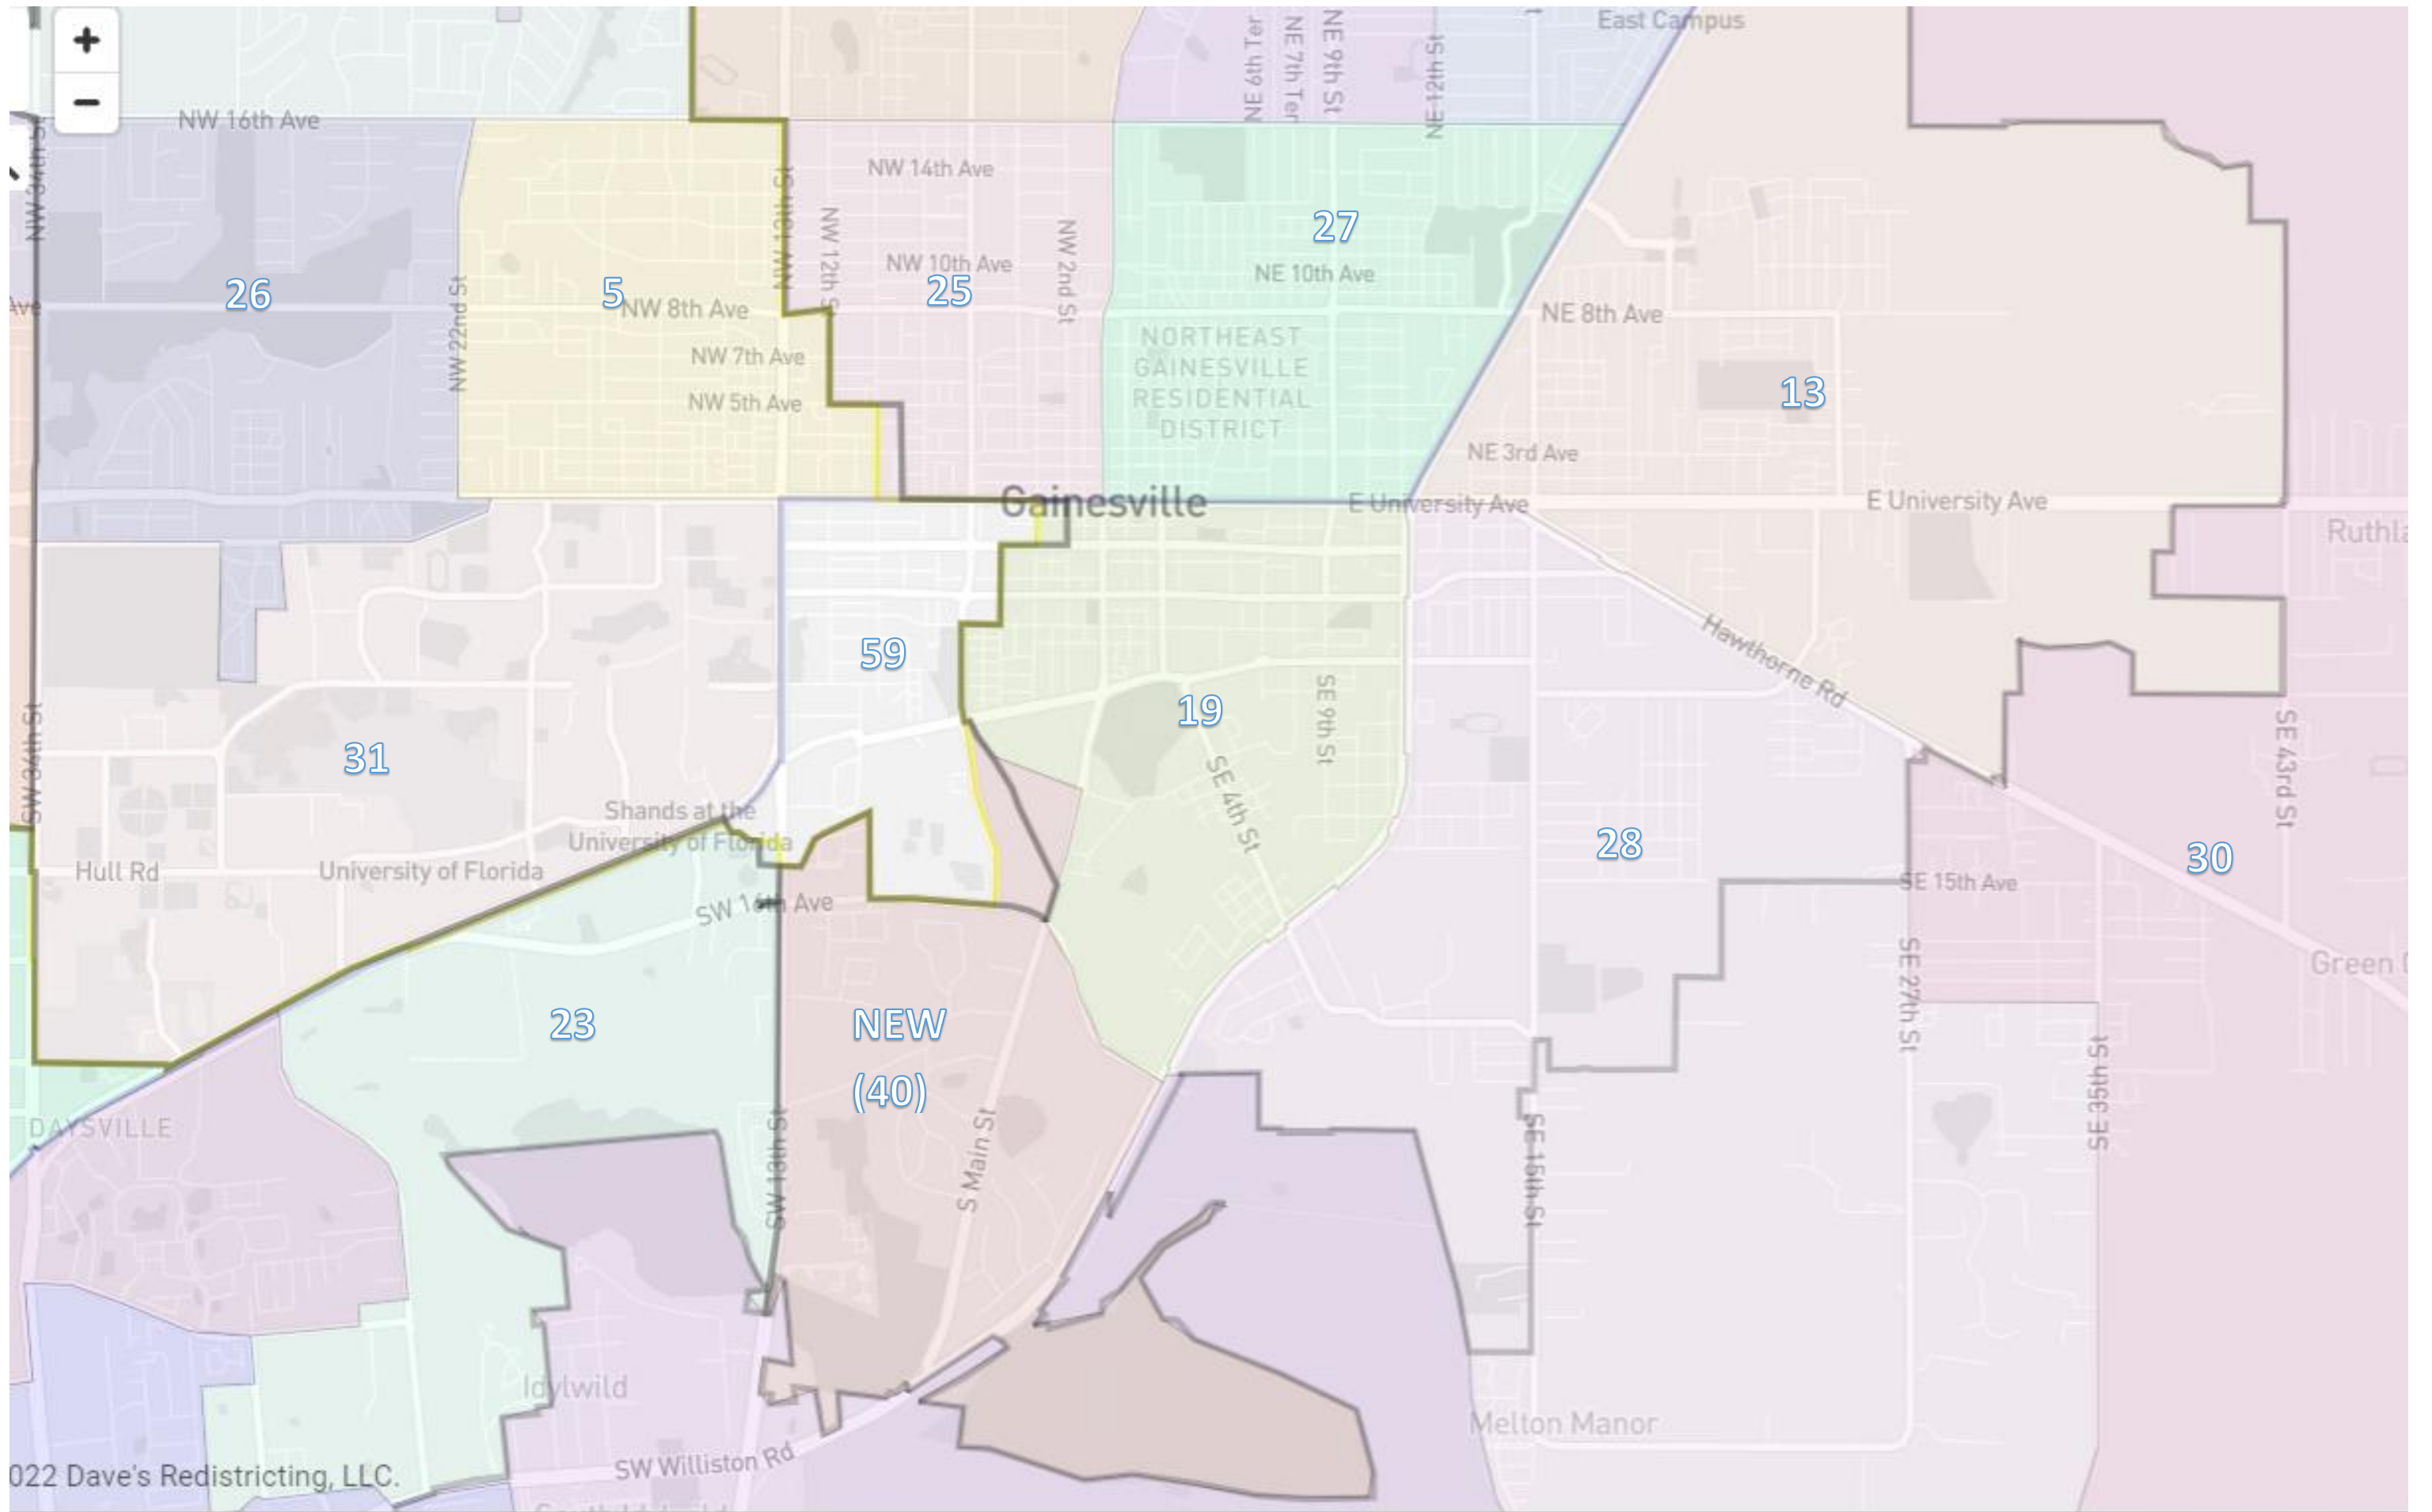 East Campus
+
−
NE 6th Ter
NE 7th Ter
NE 9th St
NE 12th St
NW 16th Ave
NW 34th St
NW 14th Ave
NW 12th S
NW 2nd St
27
NW 10th Ave
NE 10th Ave
26
5
25
Ave
NW 8th Ave
NE 8th Ave
NW 22nd St
NORTHEAST
GAINESVILLE
RESIDENTIAL
DISTRICT
NW 7th Ave
NW 5th Ave
13
NE 3rd Ave
Gainesville
E University Ave
E University Ave
59
Hawthorne Rd
19
SE 9th St
31
SW 34th St
SE 43rd St
Shands at the
University of Florida
SE 4th St
28
30
Hull Rd
University of Florida
SE 15th Ave
SW 16th Ave
SE 27th St
23
NEW
(40)
SE 35th St
DAYSVILLE
SW 13th St
S Main St
SE 15th St
Idylwild
Melton Manor
SW Williston Rd
022 Dave's Redistricting, LLC.